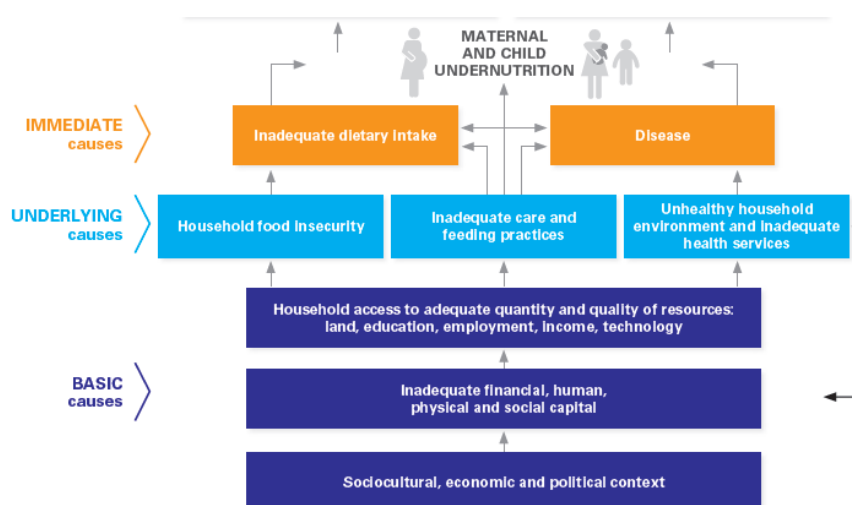 MATERNAL
AND CHILD
UNDERNUTRITION
IMMEDIATE
causes
Inadequate dietary intake
Disease
UNDERLYING
causes
Household food insecurity
Inadequate care and
feeding practices
Unhealthy household
environment and inadequate
health services
Household access to adequate quantity and quality of resources:
land, education, employment, income, technology
BASIC
causes
Inadequate financial, human,
physical and social capital
Sociocultural, economic and political context